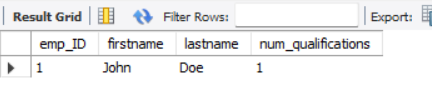 Result Grid Filter Rows: Export:
emp_ID firstname lastname num_qualifications
1 John Doe 1